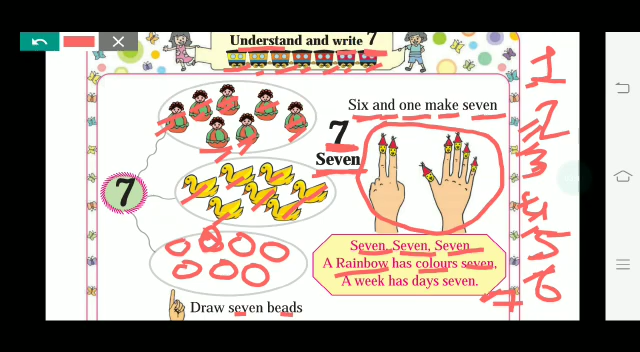 Understand and write 7
Six and one make seven
7
Seven
7
Seven, Seven, Seven
A Rainbow has colours seven,
A week has days seven.
Draw seven beads
1
2
3
4
5
6
7